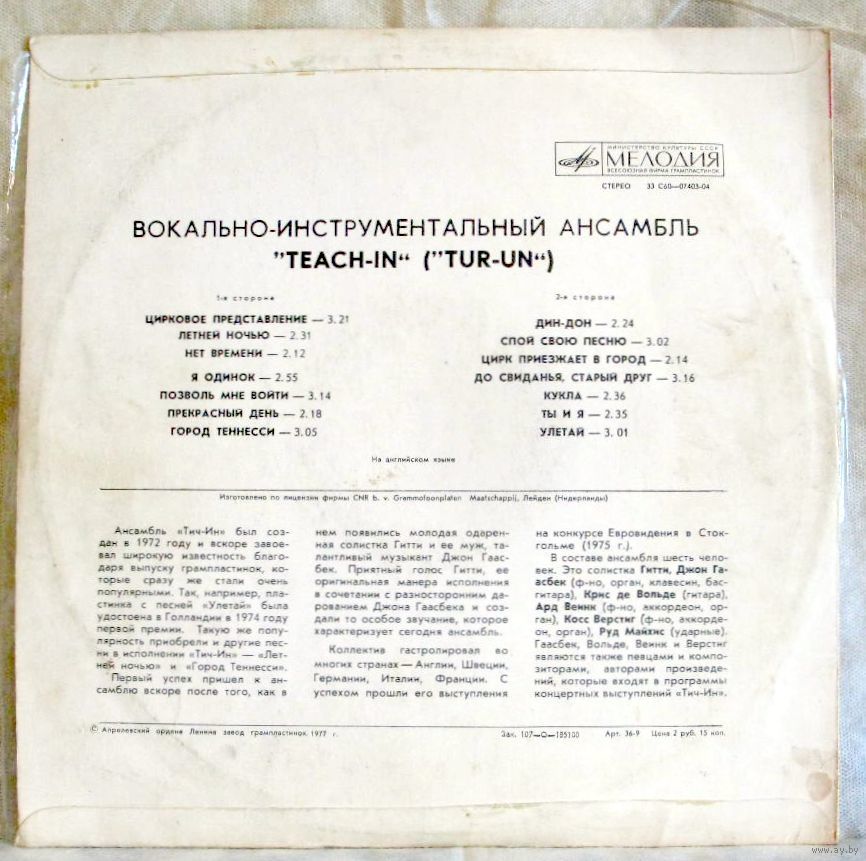 МИНИСТЕРСТВО КУЛЬТУРЫ СССР
МЕЛОДИЯ
ВСЕСОЮЗНАЯ ФИРМА ГРАМПЛАСТИНОК
СТЕРЕО 33 С60—07403-04
ВОКАЛЬНО-ИНСТРУМЕНТАЛЬНЫЙ АНСАМБЛЬ
"TEACH-IN“ ("TUR-UN“)
1-я сторона
ЦИРКОВОЕ ПРЕДСТАВЛЕНИЕ — 3.21
ЛЕТНЕЙ НОЧЬЮ — 2.31
НЕТ ВРЕМЕНИ — 2.12
Я ОДИНОК — 2.55
ПОЗВОЛЬ МНЕ ВОЙТИ — 3.14
ПРЕКРАСНЫЙ ДЕНЬ — 2.18
ГОРОД ТЕННЕССИ — 3.05
2-я сторона
ДИН-ДОН — 2.24
СПОЙ СВОЮ ПЕСНЮ — 3.02
ЦИРК ПРИЕЗЖАЕТ В ГОРОД — 2.14
ДО СВИДАНЬЯ, СТАРЫЙ ДРУГ — 3.16
КУКЛА — 2.36
ТЫ И Я — 2.35
УЛЕТАЙ — 3.01
На английском языке
Изготовлено по лицензии фирмы CNR b. v. Grammofoonplaten Maatschappij, Лейден (Нидерланды)
Ансамбль «Тич-Ин» был соз-
дан в 1972 году и вскоре завое-
вал широкую известность благо-
даря выпуску грампластинок, ко-
торые сразу же стали очень
популярными. Так, например, пла-
стинка с песней «Улетай» была
удостоена в Голландии в 1974 году
первой премии. Такую же попу-
лярность приобрели и другие пес-
ни в исполнении «Тич-Ин» — «Лет-
ней ночью» и «Город Теннесси».
Первый успех пришел к ан-
самблю вскоре после того, как в
нем появились молодая одарен-
ная солистка Гитти и ее муж, та-
лантливый музыкант Джон Гаас-
бек. Приятный голос Гитти, ее
оригинальная манера исполнения
в сочетании с разносторонним да-
рованием Джона Гаасбека и соз-
дали то особое звучание, которое
характеризует сегодня ансамбль.
Коллектив гастролировал во
многих странах — Англии, Швеции,
Германии, Италии, Франции. С
успехом прошли его выступления
на конкурсе Евровидения в Сток-
гольме (1975 г.).
В составе ансамбля шесть чело-
век. Это солистка Гитти, Джон Га-
асбек (ф-но, орган, клавесин, бас-
гитара), Крис де Вольде (гитара),
Ард Веинк (ф-но, аккордеон, ор-
ган), Косс Верстиг (ф-но, аккорде-
он, орган), Руд Майхис (ударные).
Гаасбек, Вольде, Веинк и Верстиг
являются также певцами и компо-
зиторами, авторами произведе-
ний, которые входят в программы
концертных выступлений «Тич-Ин».
© Апрелевский ордена Ленина завод грампластинок. 1977 г. Зак. 107—О—185100 Арт. 36-9 Цена 2 руб. 15 коп.
www.ay.by